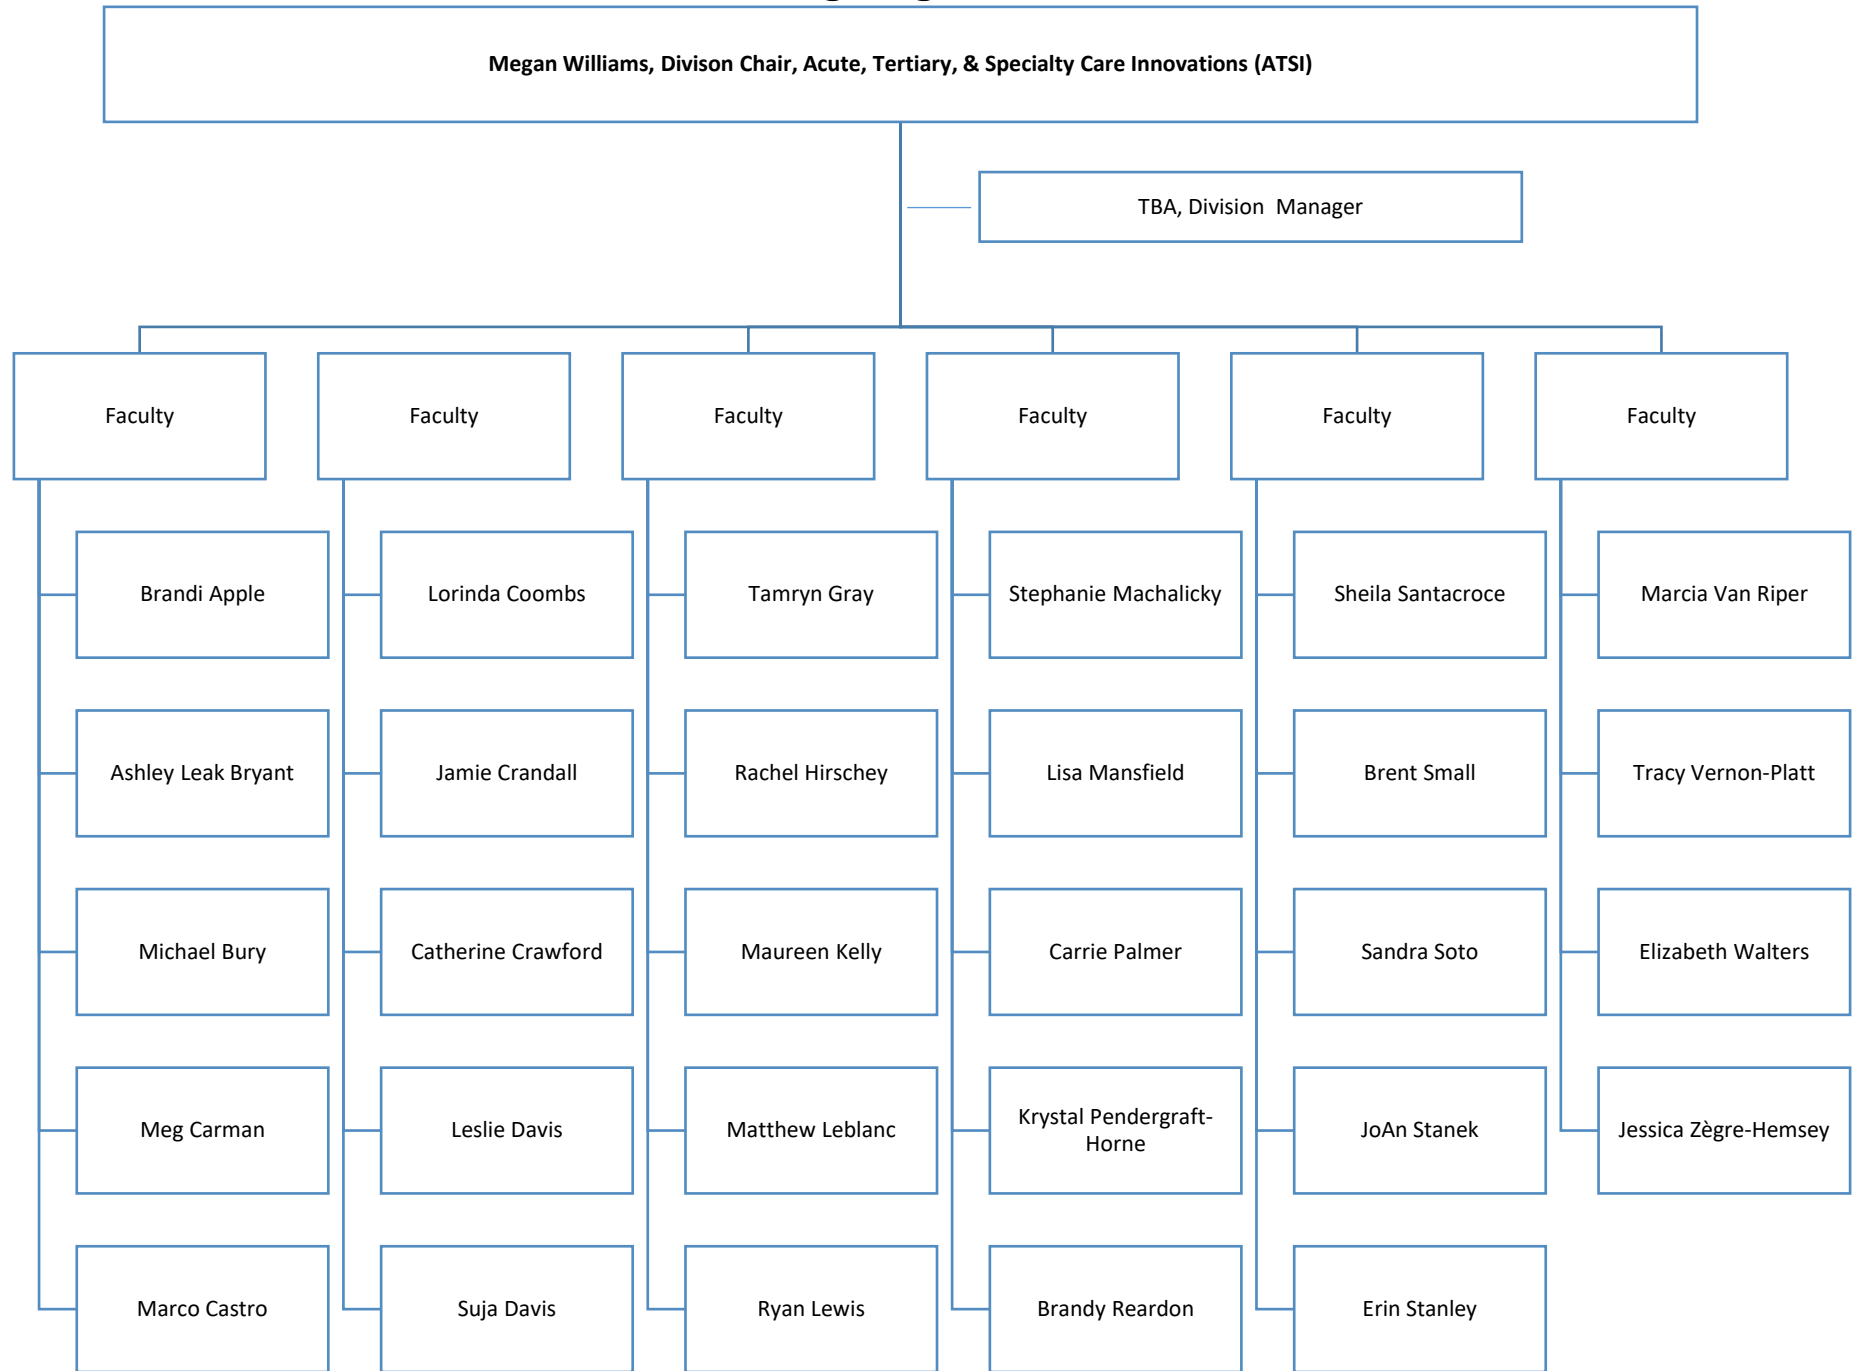 Megan Williams, Divison Chair, Acute, Tertiary, & Specialty Care Innovations (ATSI)
TBA, Division  Manager
Faculty
Faculty
Faculty
Faculty
Faculty
Faculty
Brandi Apple
Lorinda Coombs
Tamryn Gray
Stephanie Machalicky
Sheila Santacroce
Marcia Van Riper
Ashley Leak Bryant
Jamie Crandall
Rachel Hirschey
Lisa Mansfield
Brent Small
Tracy Vernon-Platt
Michael Bury
Catherine Crawford
Maureen Kelly
Carrie Palmer
Sandra Soto
Elizabeth Walters
Meg Carman
Leslie Davis
Matthew Leblanc
Krystal Pendergraft-
Horne
JoAn Stanek
Jessica Zègre-Hemsey
Marco Castro
Suja Davis
Ryan Lewis
Brandy Reardon
Erin Stanley